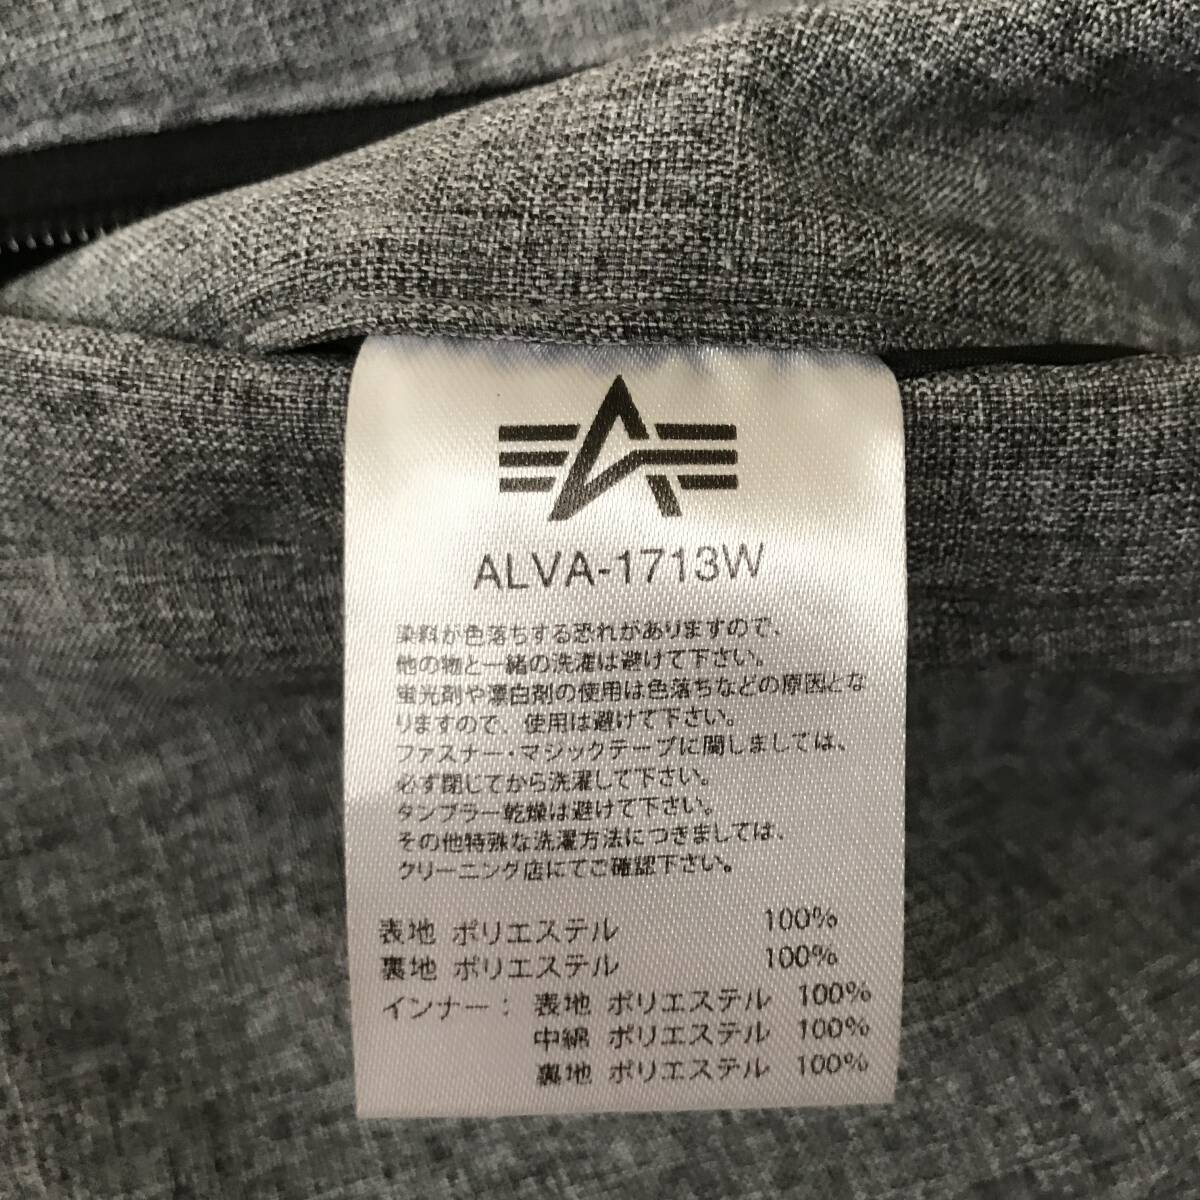 ALVA-1713W
染料が色落ちする恐れがありますので、
他の物と一緒の洗濯は避けて下さい。
蛍光剤や漂白剤の使用は色落ちなどの原因とな
りますので、使用は避けて下さい。
ファスナー・マジックテープに関しましては、
必ず閉じてから洗濯して下さい。
タンブラー乾燥は避けて下さい。
その他特殊な洗濯方法につきましては、
クリーニング店にてご確認下さい。
表地 ポリエステル 100%
裏地 ポリエステル 100%
インナー： 表地 ポリエステル 100%
中綿 ポリエステル 100%
裏地 ポリエステル 100%